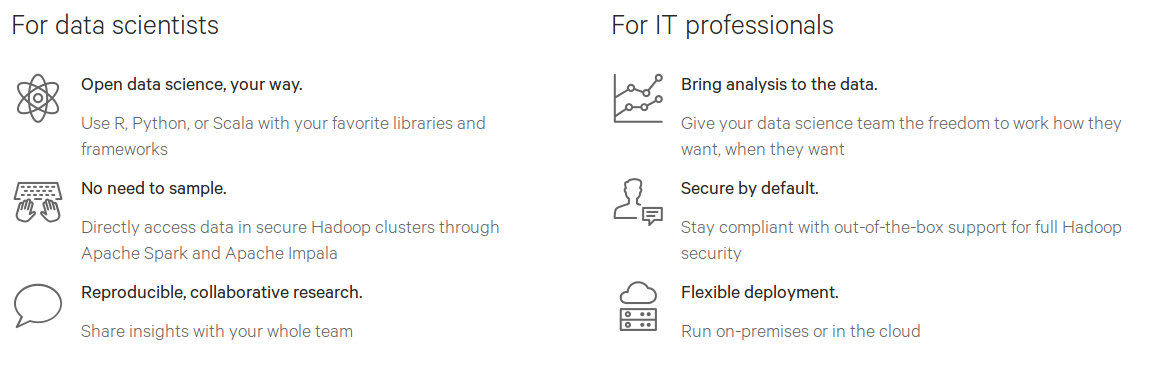 For data scientists
Open data science, your way.
Use R, Python, or Scala with your favorite libraries and
frameworks
No need to sample.
Directly access data in secure Hadoop clusters through
Apache Spark and Apache Impala
Reproducible, collaborative research.
Share insights with your whole team
For IT professionals
Bring analysis to the data.
Give your data science team the freedom to work how they
want, when they want
Secure by default.
Stay compliant with out-of-the-box support for full Hadoop
security
Flexible deployment.
Run on-premises or in the cloud